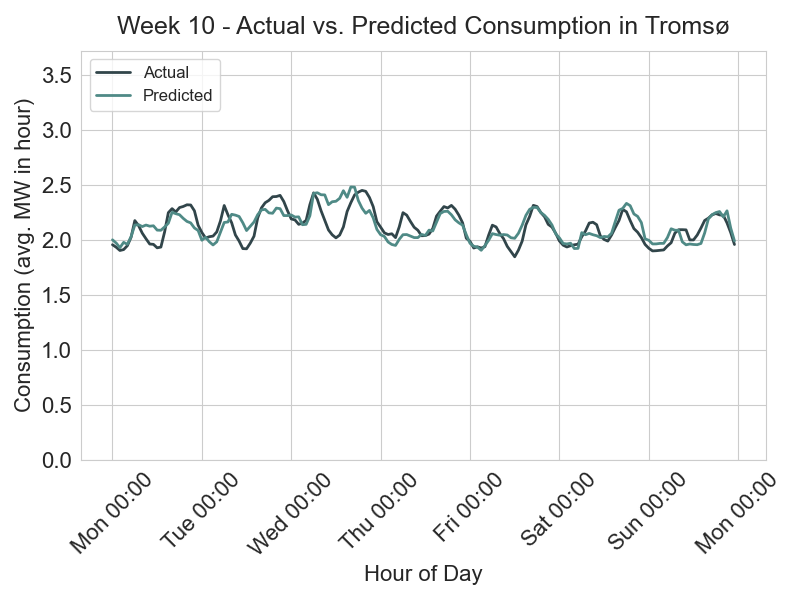 Week 10 - Actual vs. Predicted Consumption in Tromsø
Actual
Predicted
Consumption (avg. MW in hour)
3.5
3.0
2.5
2.0
1.5
1.0
0.5
0.0
Mon 00:00
Tue 00:00
Wed 00:00
Thu 00:00
Fri 00:00
Sat 00:00
Sun 00:00
Mon 00:00
Hour of Day